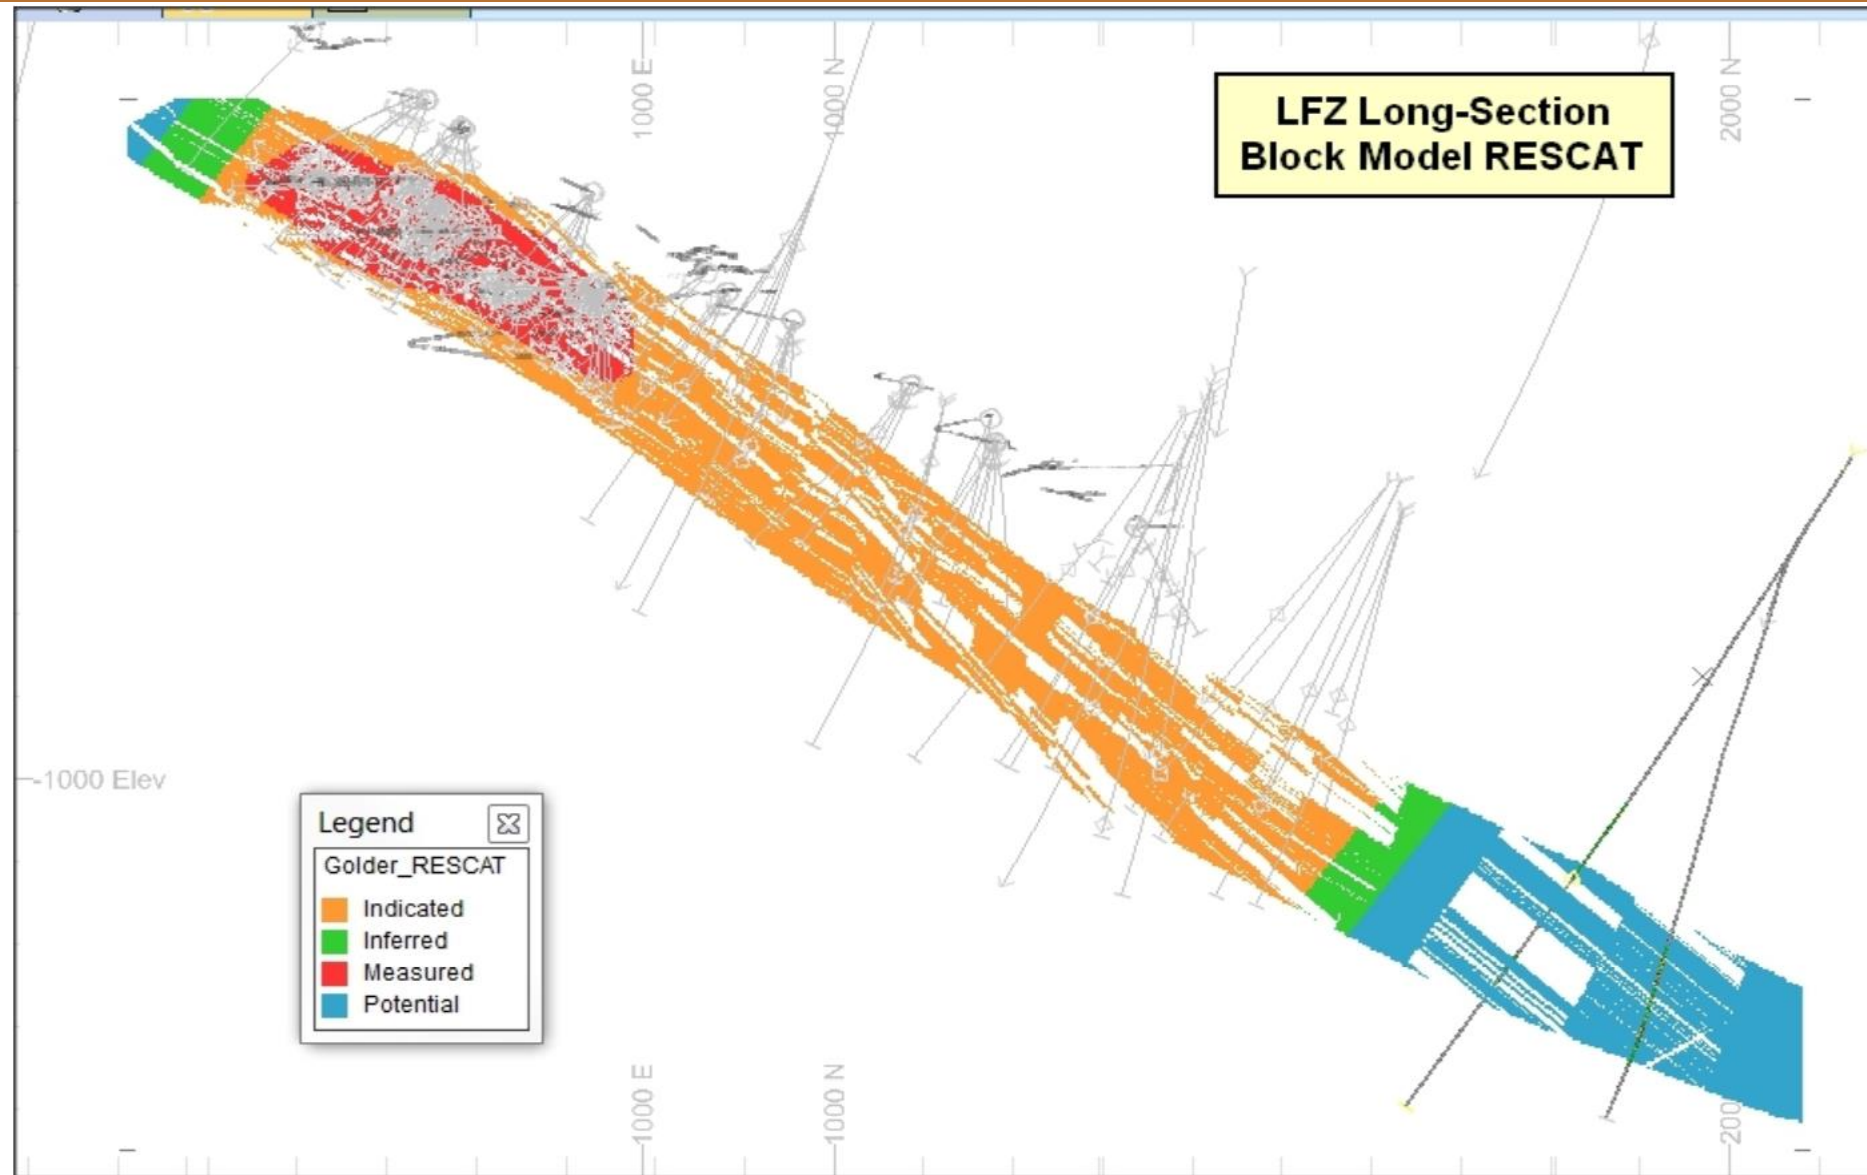 1000 E
1000 N
2000 N
LFZ Long-Section
Block Model RESCAT
-1000 Elev
Legend
Golder_RESCAT
Indicated
Inferred
Measured
Potential
1000 E
1000 N
200